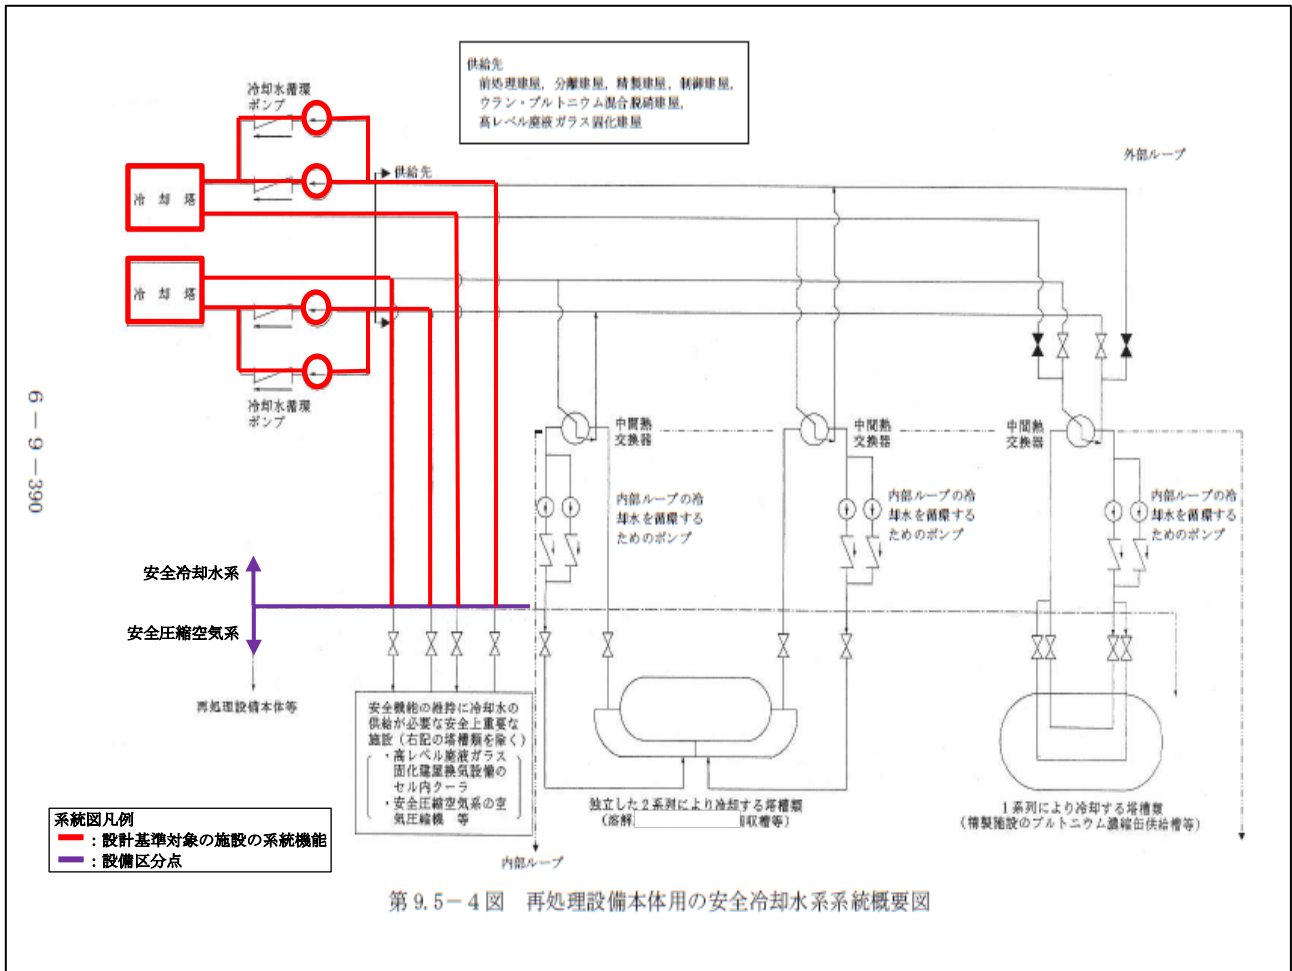 供給先
前処理建屋, 分離建屋, 精製建屋, 制御建屋,
ウラン・プルトニウム混合脱硝建屋,
高レベル廃液ガラス固化建屋
冷却水循環
ポンプ
外部ループ
供給先
冷却塔
冷却塔
冷却水循環
ポンプ
中間熱
交換器
中間熱
交換器
中間熱
交換器
内部ループの冷
却水を循環する
ためのポンプ
内部ループの冷
却水を循環する
ためのポンプ
内部ループの冷
却水を循環する
ためのポンプ
6-9-390
安全冷却水系
安全圧縮空気系
再処理設備本体等
安全機能の維持に冷却水の
供給が必要な安全上重要な
施設(右記の塔槽類を除く)
・高レベル廃液ガラス
固化建屋換気設備の
セル内クーラ
・安全圧縮空気系の空
気圧縮機 等
独立した2系列により冷却する塔槽類
(溶解 回収槽等)
1系列により冷却する塔槽類
(精製施設のプルトニウム濃縮缶供給槽等)
内部ループ
系統図凡例
:設計基準対象の施設の系統機能
:設備区分点
第9.5-4図 再処理設備本体用の安全冷却水系系統概要図